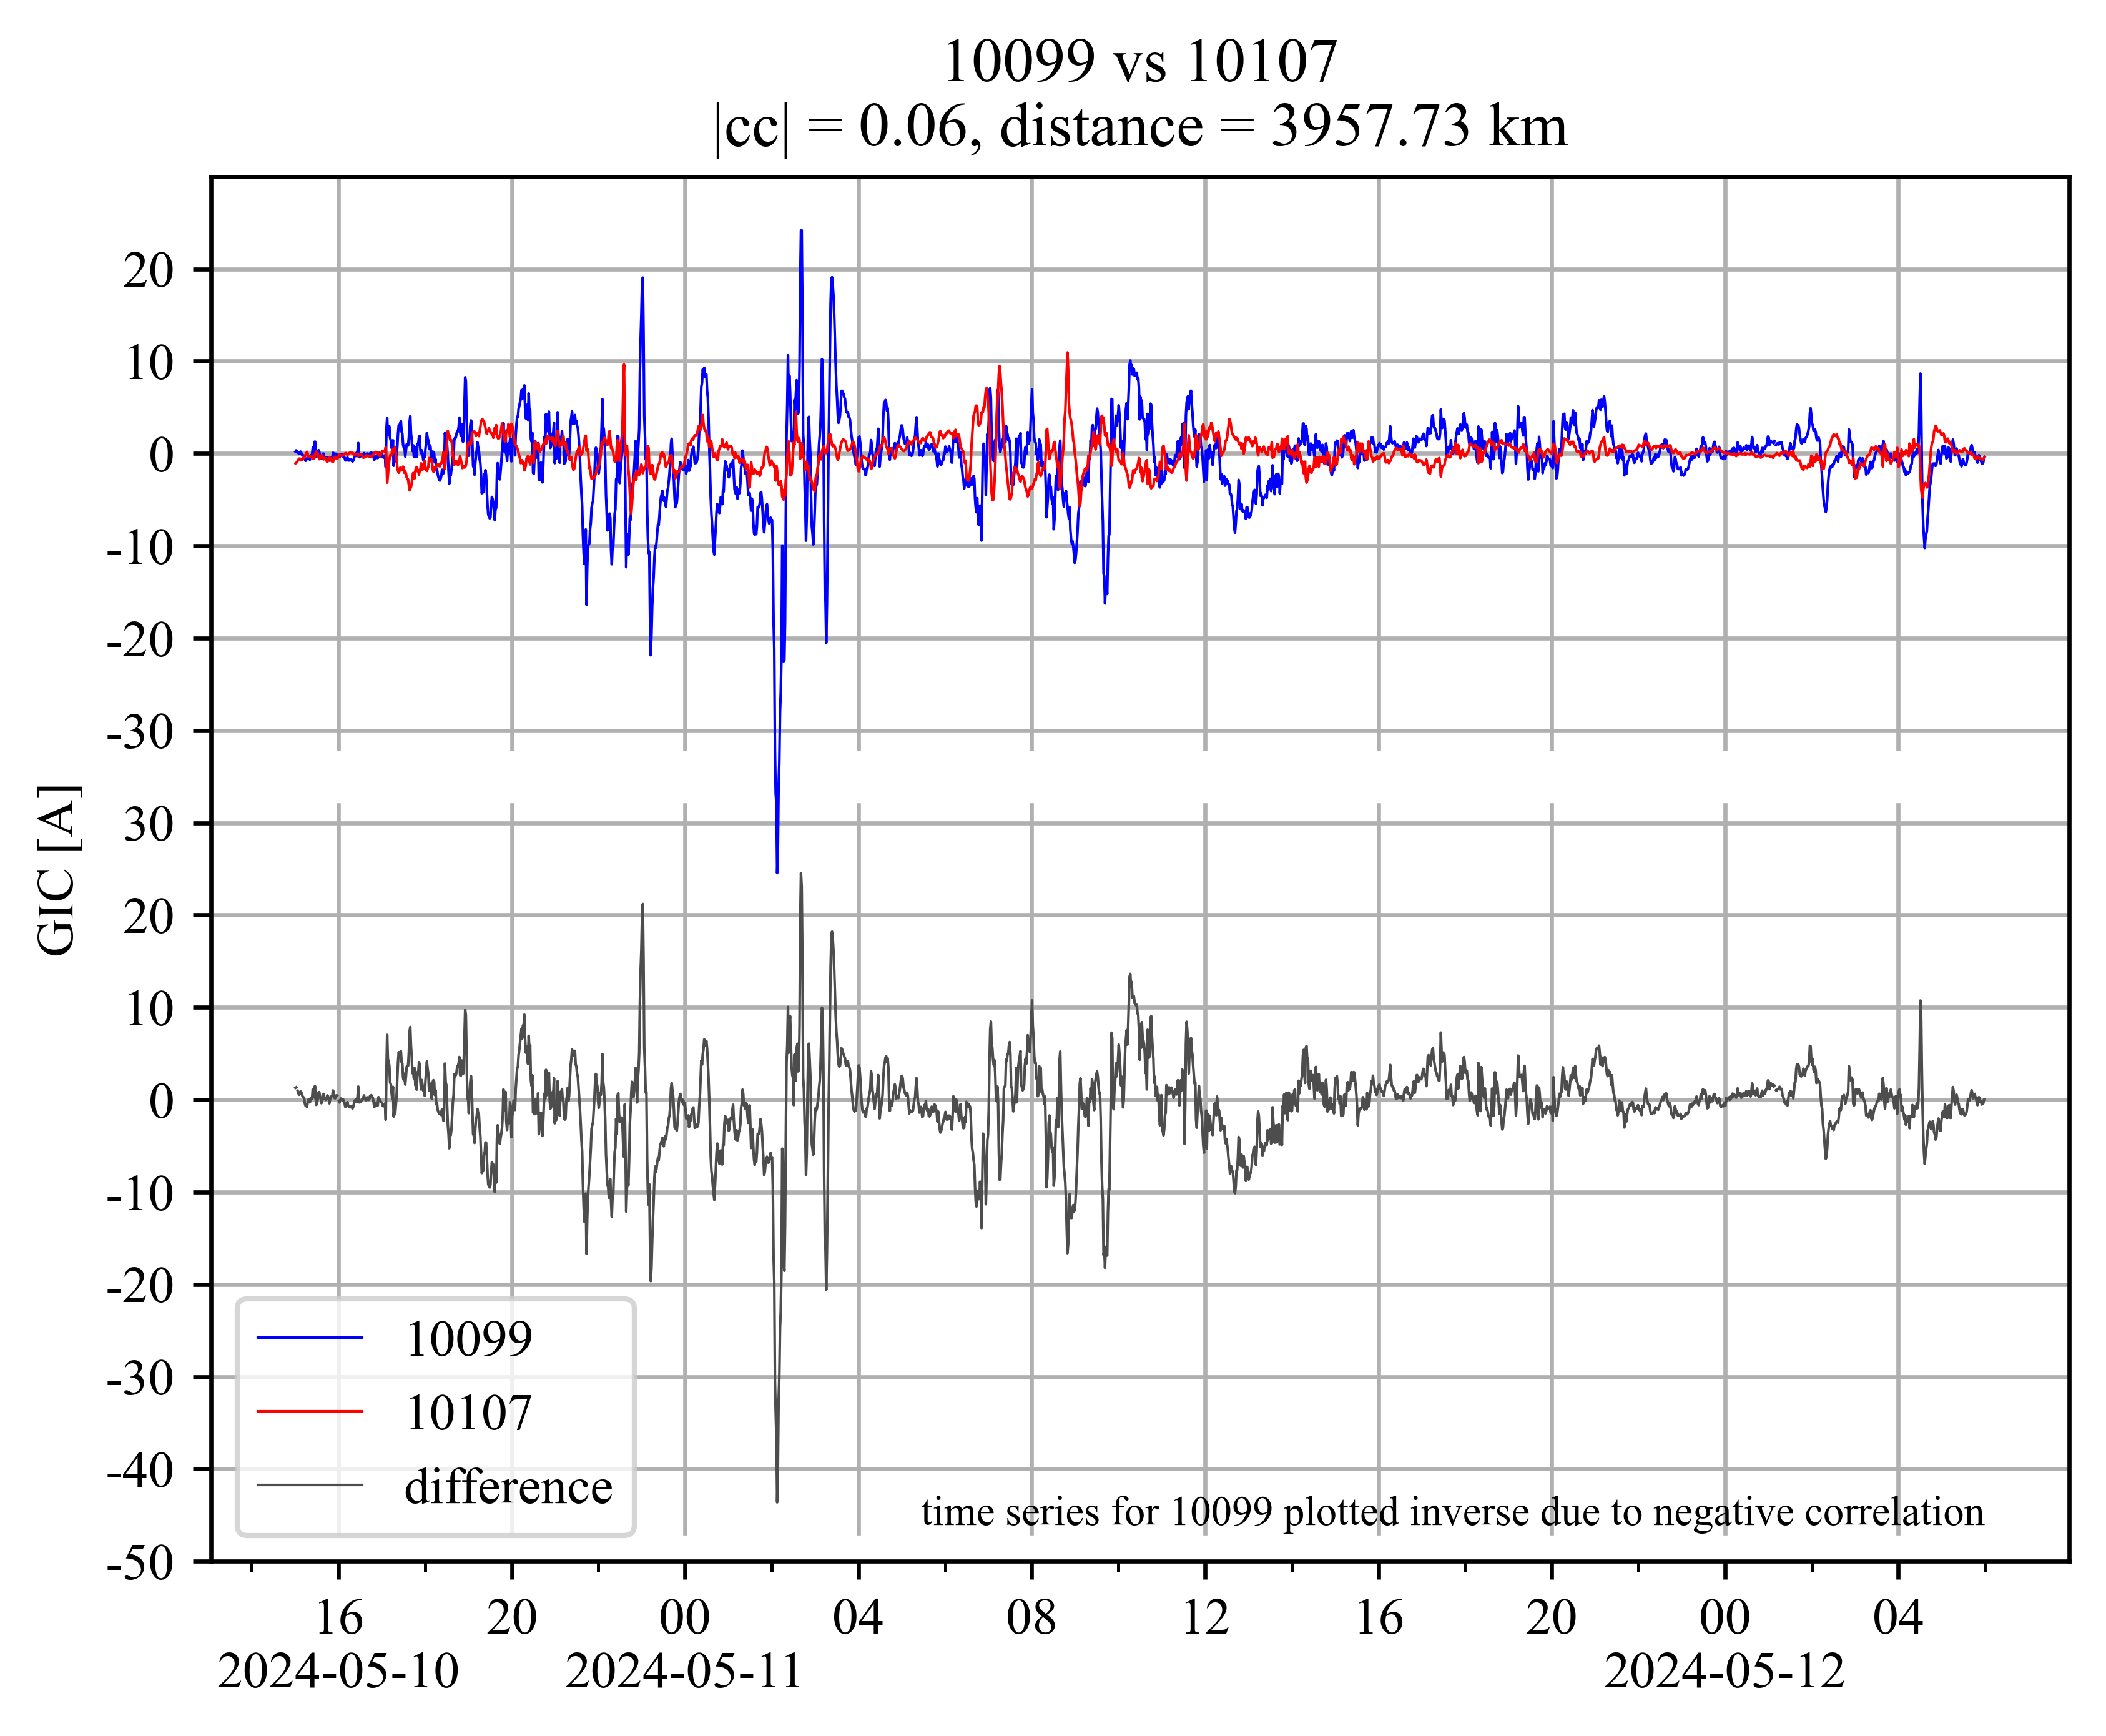 10099 vs 10107
|cc| = 0.06, distance = 3957.73 km
GIC [A]
20
10
0
-10
-20
-30
30
20
10
0
-10
-20
-30
-40
-50
10099
10107
difference
time series for 10099 plotted inverse due to negative correlation
16 20 00 04 08 12 16 20 00 04
2024-05-10 2024-05-11 2024-05-12